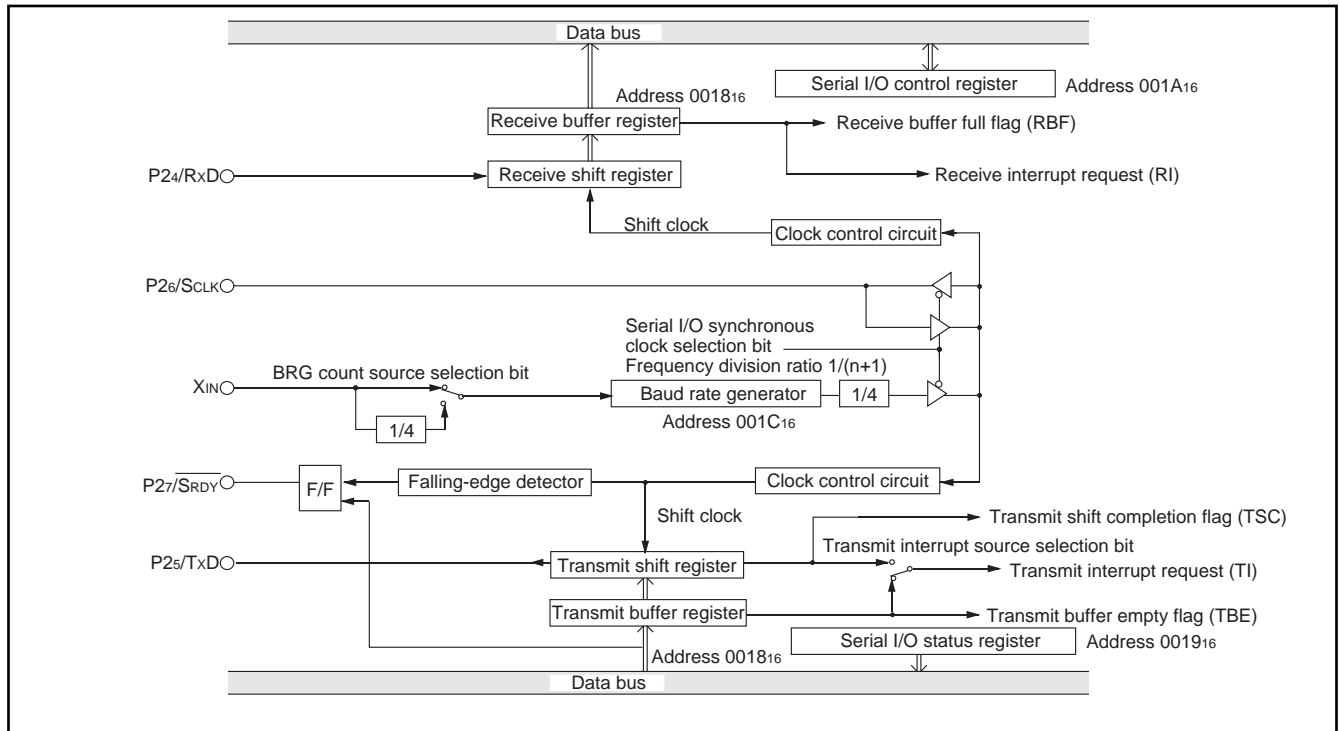 Data bus
Serial I/O control register
Address 001A16
Address 001816
Receive buffer register
Receive buffer full flag (RBF)
P24/RXD
Receive shift register
Receive interrupt request (RI)
Shift clock
Clock control circuit
P26/SCLK
Serial I/O synchronous
clock selection bit
Frequency division ratio 1/(n+1)
BRG count source selection bit
XIN
Baud rate generator
1/4
1/4
Address 001C16
P27/SRDY
F/F
Falling-edge detector
Clock control circuit
Shift clock
Transmit shift completion flag (TSC)
Transmit interrupt source selection bit
P25/TXD
Transmit shift register
Transmit interrupt request (TI)
Transmit buffer register
Transmit buffer empty flag (TBE)
Serial I/O status register
Address 001916
Address 001816
Data bus